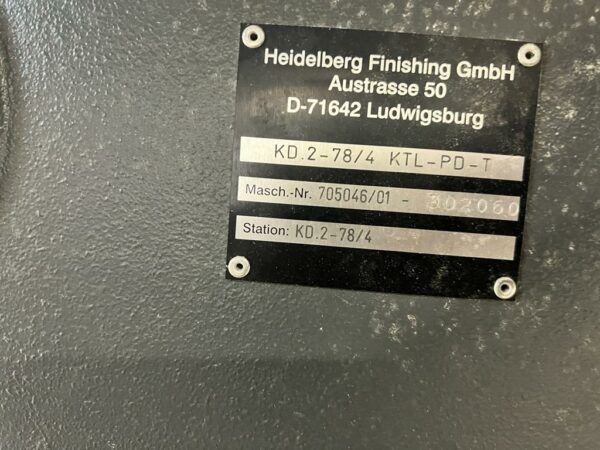 Heidelberg Finishing GmbH
Austrasse 50
D-71642 Ludwigsburg
KD.2-78/4 KTL-PD-T
Masch.-Nr. 705046/01 - 302060
Station: KD.2-78/4